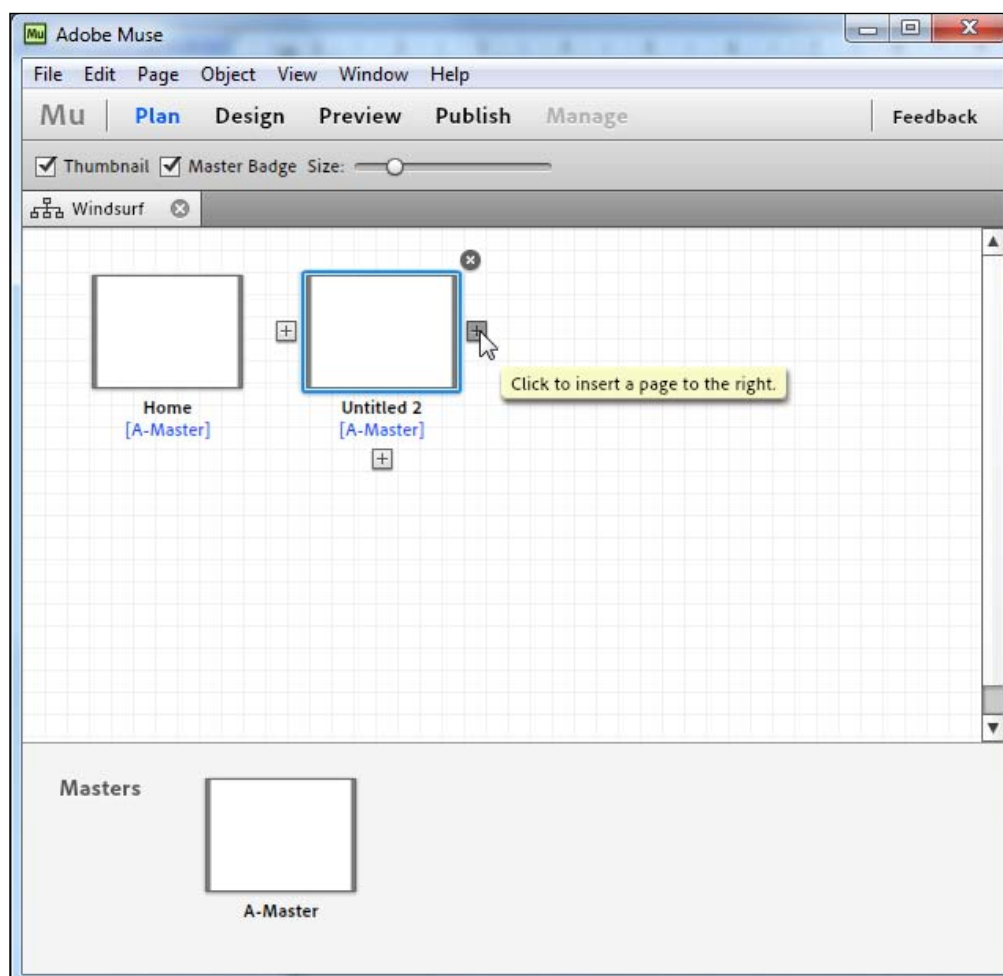 Mu Adobe Muse
File Edit Page Object View Window Help
Mu Plan Design Preview Publish Manage Feedback
Thumbnail Master Badge Size:
Windsurf
Click to insert a page to the right.
Home Untitled 2
[A-Master] [A-Master]
Masters
A-Master